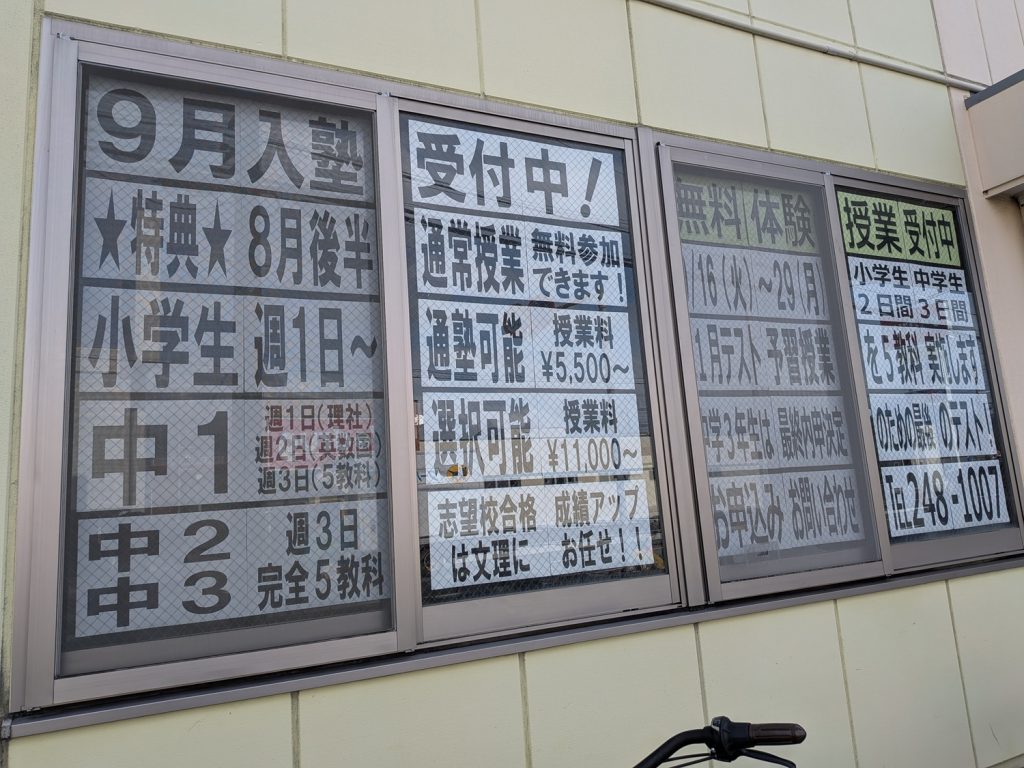 9月入塾 受付中!
★特典★ 8月後半 通常授業 無料参加できます!
小学生 週1日~ 通塾可能 授業料 ¥5,500~
中1 週1日(理社) 週2日(英数国) 週3日(5教科) 選択可能 授業料 ¥11,000~
中2 中3 週3日 完全5教科 志望校合格は文理に 成績アップお任せ!!
無料体験 授業受付中
/16(火)~29(月) 小学生 2日間 中学生 3日間
1月テスト予習授業を5教科実施します
中学3年生は最終内申決定のための最後のテスト!
お申込みお問い合わせ TEL248-1007